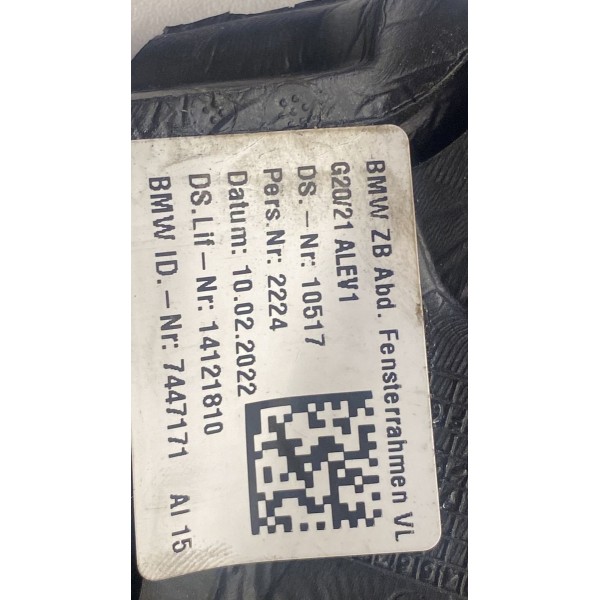 BMW ZB Abd. Fensterrahmen VL
G20/21 ALEV1
DS.-Nr: 10517
Pers.Nr: 2224
Datum: 10.02.2022
DS.Lif-Nr: 14121810
BMW ID.-Nr: 7447171 AI 15